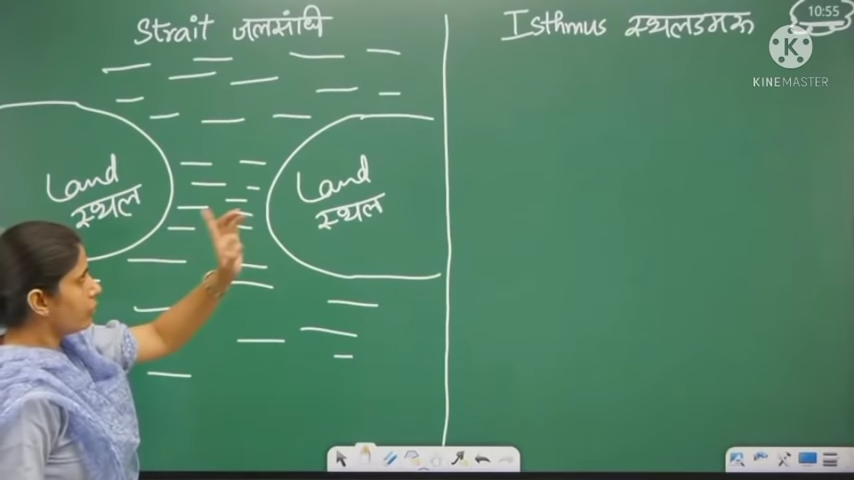 Strait जलसंधि
Isthmus स्थलडमरू
10:55
K
KINEMASTER
Land
स्थल
Land
स्थल